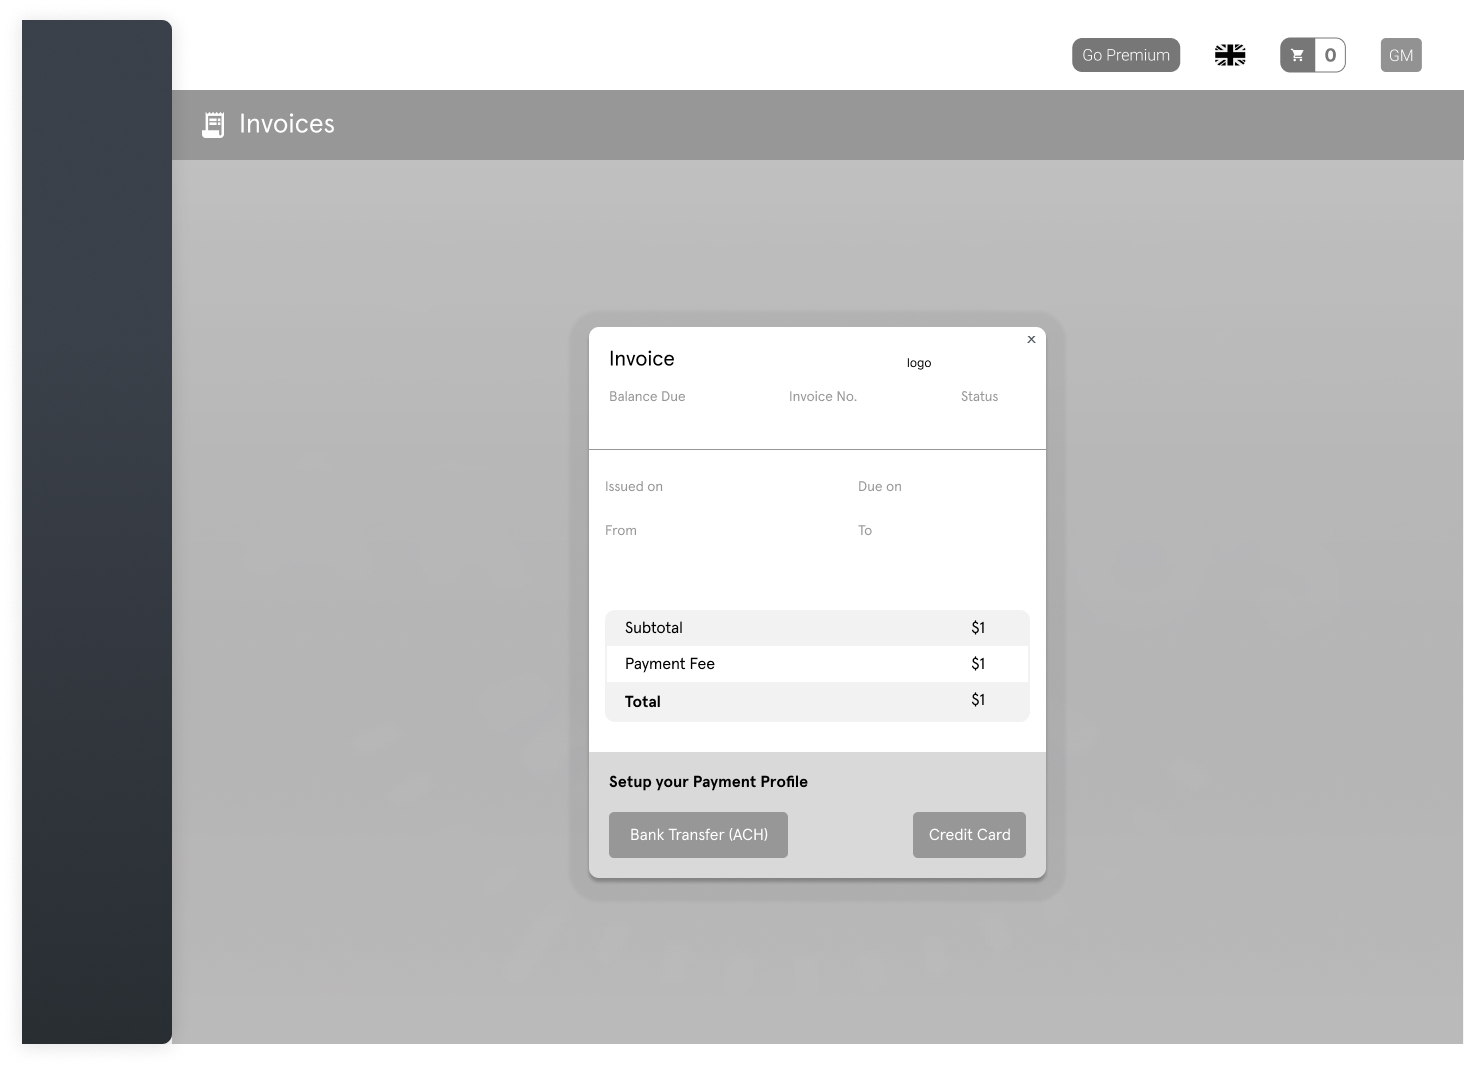 Go Premium 0 GM
Invoices
x
Invoice logo
Balance Due Invoice No. Status
Issued on Due on
From To
Subtotal $1
Payment Fee $1
Total $1
Setup your Payment Profile
Bank Transfer (ACH) Credit Card